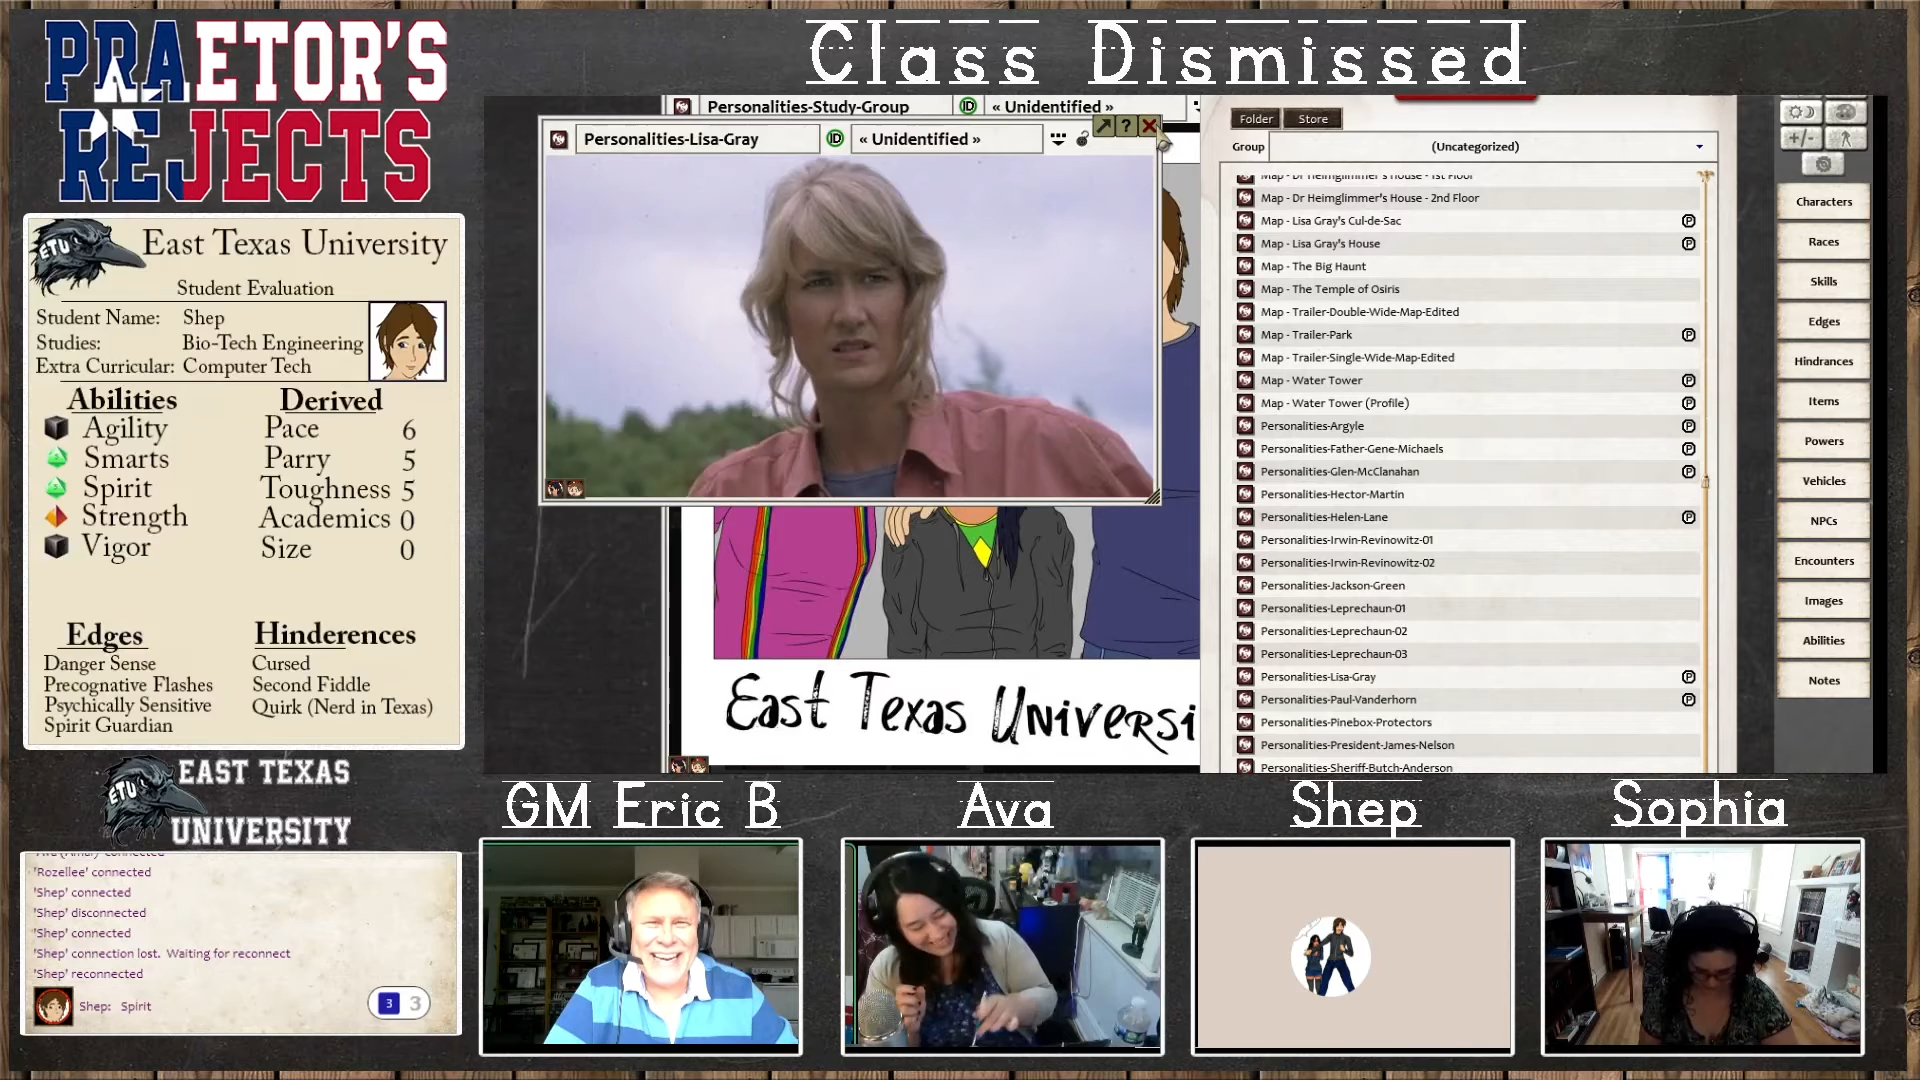 PRAETOR'S
REJECTS
Class Dismissed
ETU
East Texas University
Student Evaluation
Student Name: Shep
Studies: Bio-Tech Engineering
Extra Curricular: Computer Tech
Abilities Derived
Agility Pace 6
Smarts Parry 5
Spirit Toughness 5
Strength Academics 0
Vigor Size 0
Edges Hinderences
Danger Sense Cursed
Precognative Flashes Second Fiddle
Psychically Sensitive Quirk (Nerd in Texas)
Spirit Guardian
ETU
EAST TEXAS
UNIVERSITY
'Rozellee' connected
'Shep' connected
'Shep' disconnected
'Shep' connected
'Shep' connection lost. Waiting for reconnect
'Shep' reconnected
Shep: Spirit 3 3
Personalities-Study-Group ID « Unidentified »
Personalities-Lisa-Gray ID « Unidentified » ?
East Texas Universi
Folder Store
Group (Uncategorized)
Map - Dr Heimglimmer's House - 1st Floor
Map - Dr Heimglimmer's House - 2nd Floor
Map - Lisa Gray's Cul-de-Sac P
Map - Lisa Gray's House P
Map - The Big Haunt
Map - The Temple of Osiris
Map - Trailer-Double-Wide-Map-Edited
Map - Trailer-Park P
Map - Trailer-Single-Wide-Map-Edited
Map - Water Tower P
Map - Water Tower (Profile) P
Personalities-Argyle P
Personalities-Father-Gene-Michaels P
Personalities-Glen-McClanahan P
Personalities-Hector-Martin
Personalities-Helen-Lane P
Personalities-Irwin-Revinowitz-01
Personalities-Irwin-Revinowitz-02
Personalities-Jackson-Green
Personalities-Leprechaun-01
Personalities-Leprechaun-02
Personalities-Leprechaun-03
Personalities-Lisa-Gray P
Personalities-Paul-Vanderhorn P
Personalities-Pinebox-Protectors
Personalities-President-James-Nelson
Personalities-Sheriff-Butch-Anderson
+/-
Characters
Races
Skills
Edges
Hindrances
Items
Powers
Vehicles
NPCs
Encounters
Images
Abilities
Notes
GM Eric B
Ava
Shep
Sophia